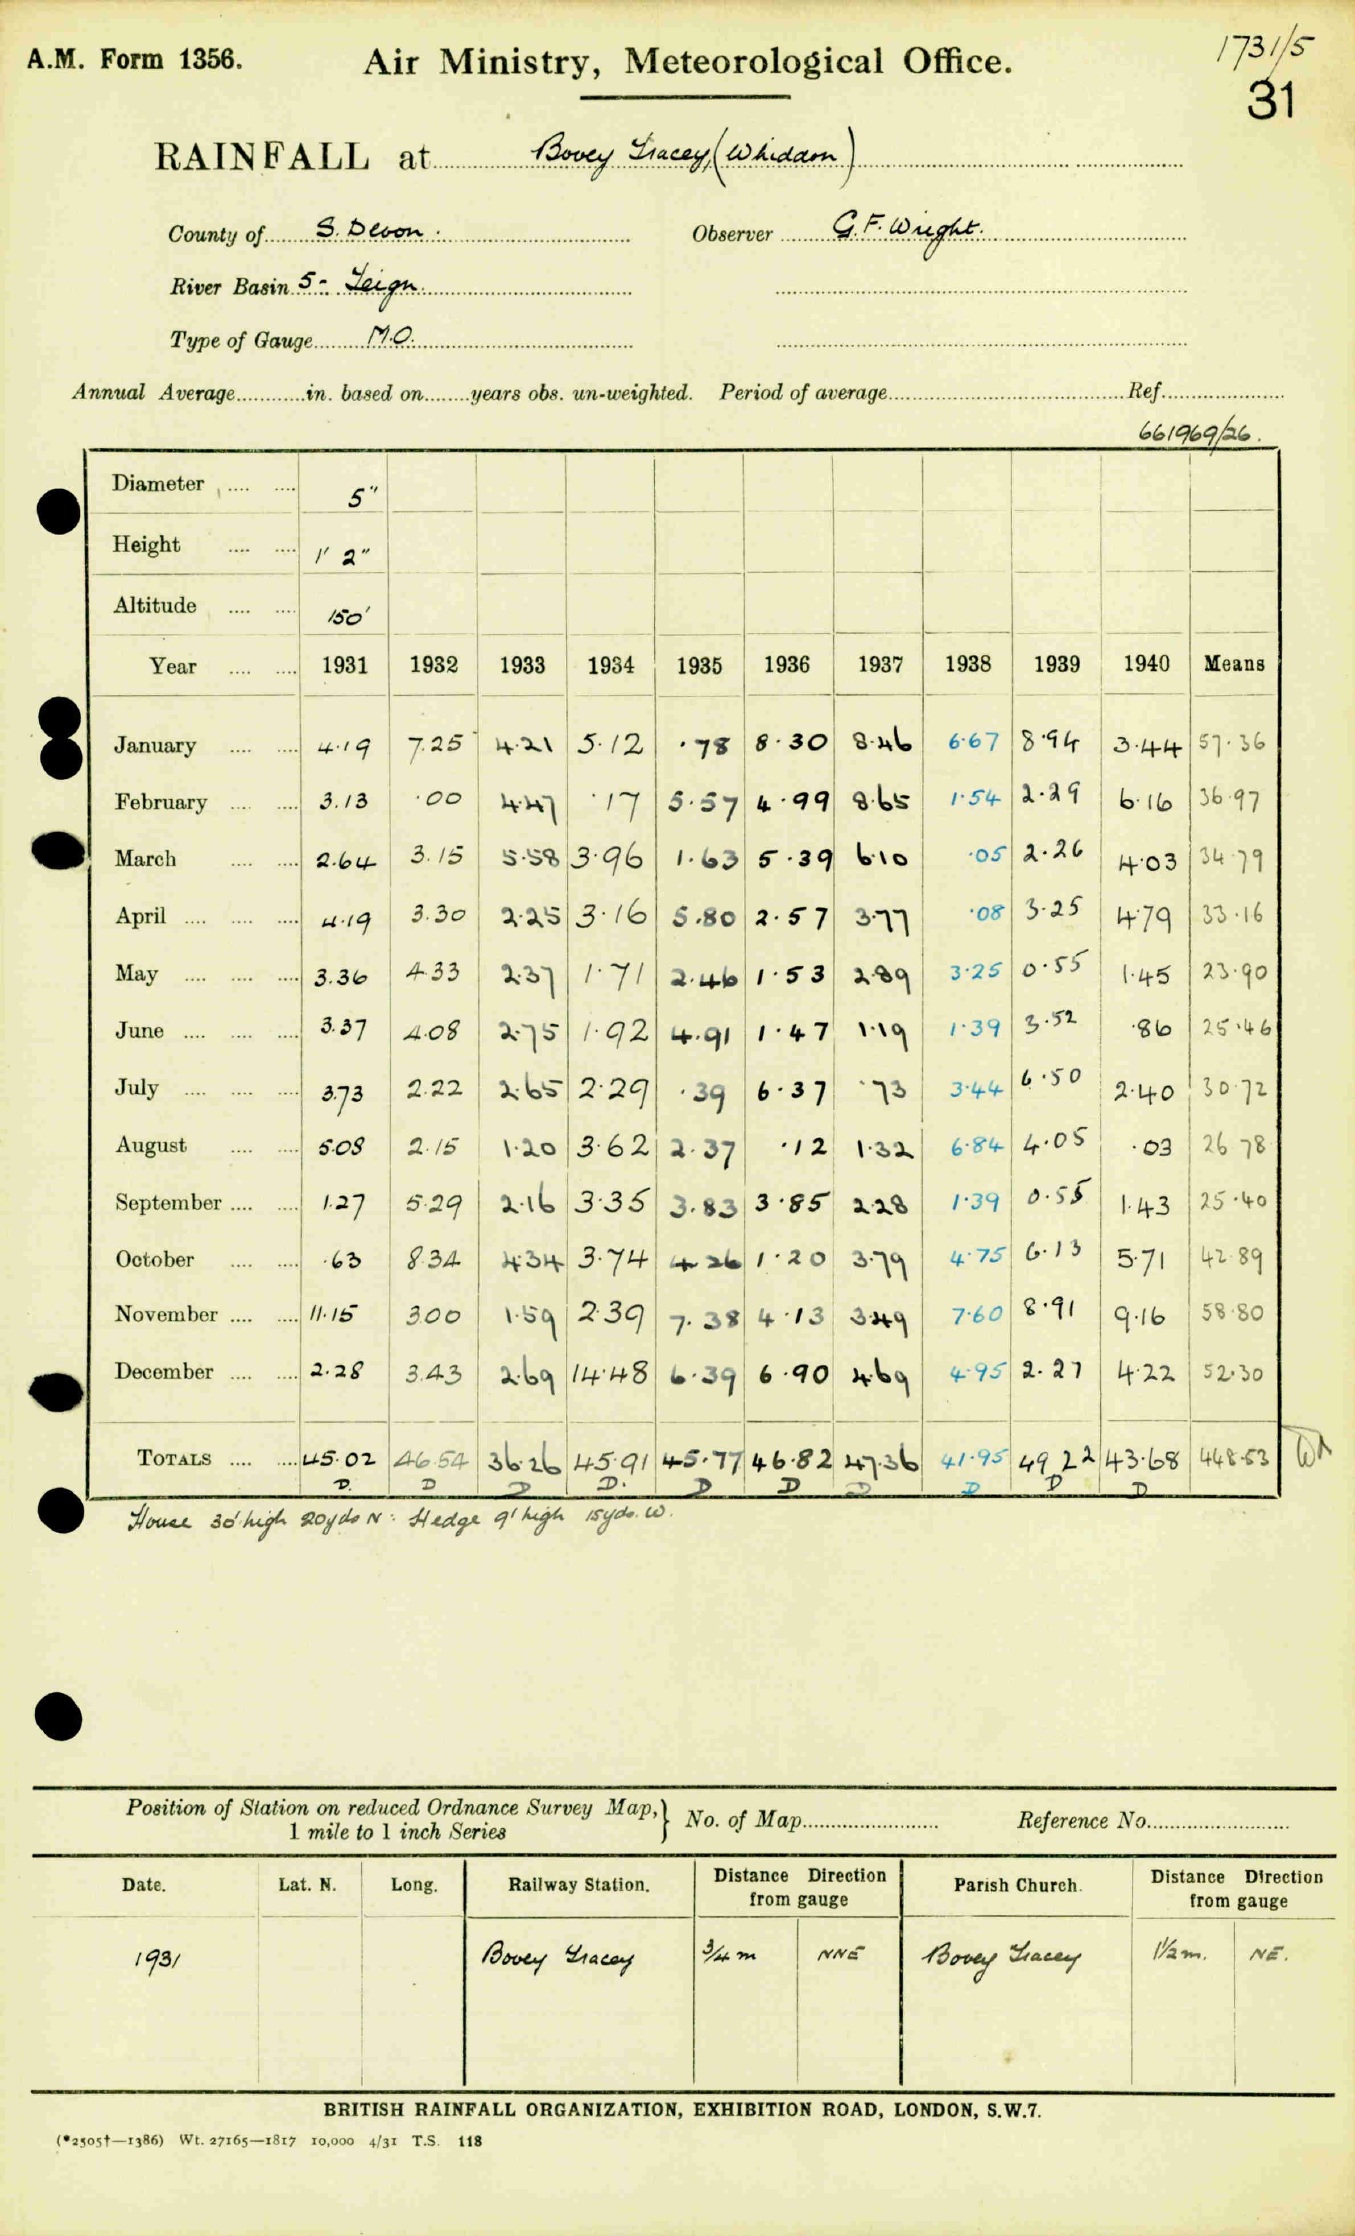 A.M. Form 1356. Air Ministry, Meteorological Office. 1731/5
31
RAINFALL at Bovey Tracey, (Whiddon)
County of S. Devon. Observer G.F. Wright.
River Basin 5- Teign.
Type of Gauge M.O.
Annual Average in. based on years obs. un-weighted. Period of average Ref.
661969/26.
Diameter 5"
Height 1' 2"
Altitude 150'
Year 1931 1932 1933 1934 1935 1936 1937 1938 1939 1940 Means
January 4.19 7.25 4.21 5.12 .78 8.30 8.46 6.67 8.94 3.44 57.36
February 3.13 .00 4.47 .17 5.57 4.99 8.65 1.54 2.29 6.16 36.97
March 2.64 3.15 5.58 3.96 1.63 5.39 6.10 .05 2.26 4.03 34.79
April 4.19 3.30 2.25 3.16 5.80 2.57 3.77 .08 3.25 4.79 33.16
May 3.36 4.33 2.37 1.71 2.46 1.53 2.89 3.25 0.55 1.45 23.90
June 3.37 4.08 2.75 1.92 4.91 1.47 1.19 1.39 3.52 .86 25.46
July 3.73 2.22 2.65 2.29 .39 6.37 .73 3.44 6.50 2.40 30.72
August 5.08 2.15 1.20 3.62 2.37 .12 1.32 6.84 4.05 .03 26.78
September 1.27 5.29 2.16 3.35 3.83 3.85 2.28 1.39 0.55 1.43 25.40
October .63 8.34 4.34 3.74 4.26 1.20 3.79 4.75 6.13 5.71 42.89
November 11.15 3.00 1.59 2.39 7.38 4.13 3.49 7.60 8.91 9.16 58.80
December 2.28 3.43 2.69 14.48 6.39 6.90 4.69 4.95 2.27 4.22 52.30
TOTALS 45.02 46.54 36.26 45.91 45.77 46.82 47.36 41.95 49.22 43.68 448.53
D. D D D. D D D D D D
House 30' high 20yds N: Hedge 9' high 15yds. W.
Position of Station on reduced Ordnance Survey Map,} No. of Map Reference No.
1 mile to 1 inch Series
Date. Lat. N. Long. Railway Station. Distance Direction from gauge Parish Church. Distance Direction from gauge
1931 Bovey Tracey 3/4 m NNE Bovey Tracey 1 1/2 m. NE.
BRITISH RAINFALL ORGANIZATION, EXHIBITION ROAD, LONDON, S.W.7.
(*2505†—1386) Wt. 27165—1817 10,000 4/31 T.S. 118